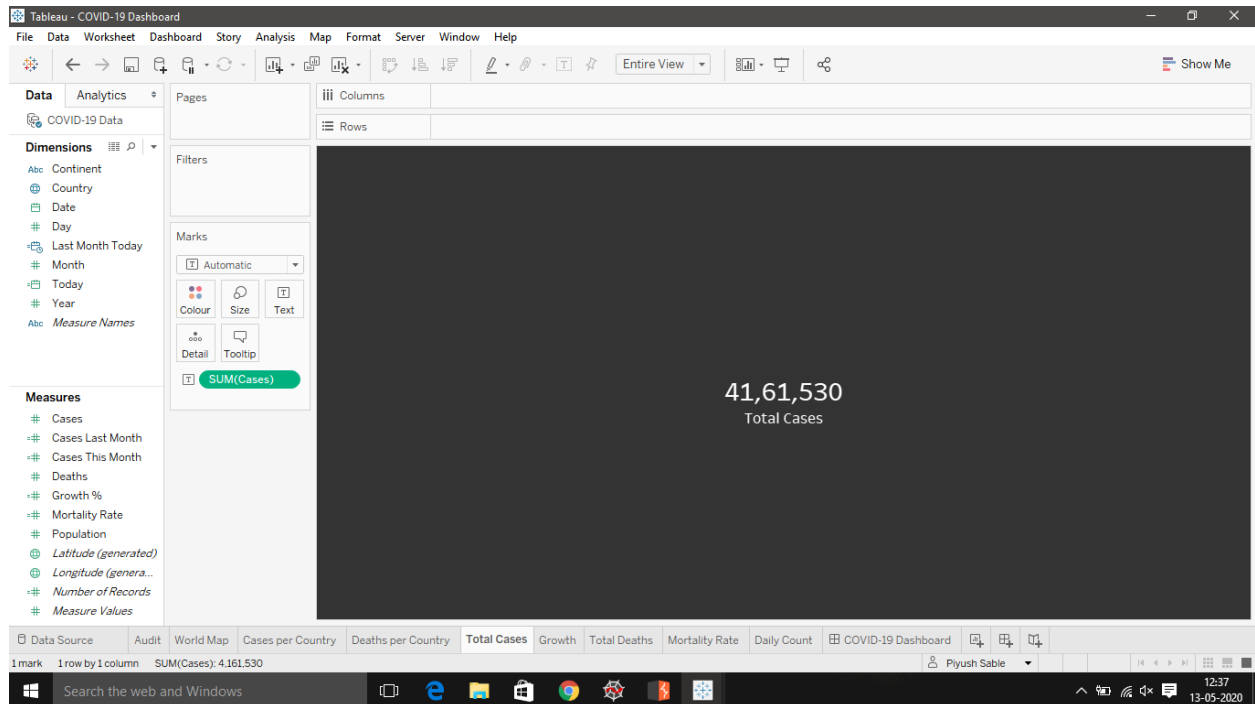 Tableau - COVID-19 Dashboard
File Data Worksheet Dashboard Story Analysis Map Format Server Window Help
Entire View
Show Me
Data Analytics
COVID-19 Data
Dimensions
Abc Continent
Country
Date
# Day
Last Month Today
# Month
Today
# Year
Abc Measure Names
Measures
# Cases
=# Cases Last Month
=# Cases This Month
# Deaths
=# Growth %
=# Mortality Rate
# Population
Latitude (generated)
Longitude (genera...
=# Number of Records
# Measure Values
Pages
Filters
Marks
T Automatic
Colour Size Text
Detail Tooltip
T SUM(Cases)
iii Columns
Rows
41,61,530
Total Cases
Data Source Audit World Map Cases per Country Deaths per Country Total Cases Growth Total Deaths Mortality Rate Daily Count COVID-19 Dashboard
1 mark 1 row by 1 column SUM(Cases): 4,161,530 Piyush Sable
Search the web and Windows
12:37
13-05-2020